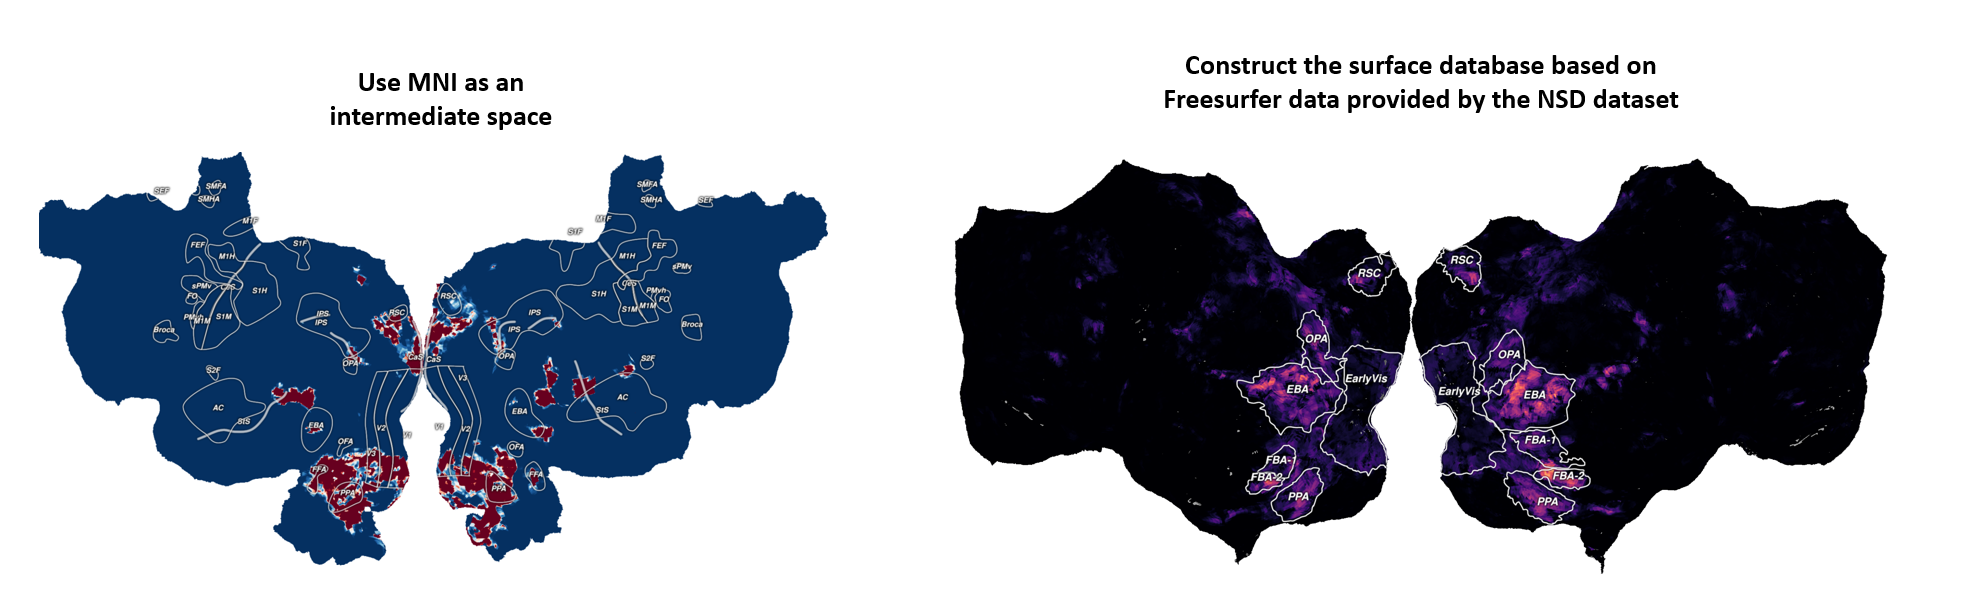 Use MNI as an
intermediate space
Construct the surface database based on
Freesurfer data provided by the NSD dataset
SEF
SMFA
SMHA
M1F
FEF
M1H
S1F
sPMv
CeS
FO
S1H
PMvh
M1M
S1M
Broca
IPS
IPS
RSC
OPA
CaS
S2F
AC
StS
EBA
OFA
V3
V2
V1
FFA
PPA
SMFA
SMHA
SEF
M1F
S1F
FEF
M1H
sPMv
CeS
S1H
PMvh
FO
M1M
S1M
Broca
RSC
IPS
IPS
OPA
CaS
S2F
V3
AC
StS
EBA
V1
V2
OFA
FFA
PPA
RSC
OPA
EarlyVis
EBA
FBA-1
FBA-2
PPA
RSC
OPA
EarlyVis
EBA
FBA-1
FBA-2
PPA